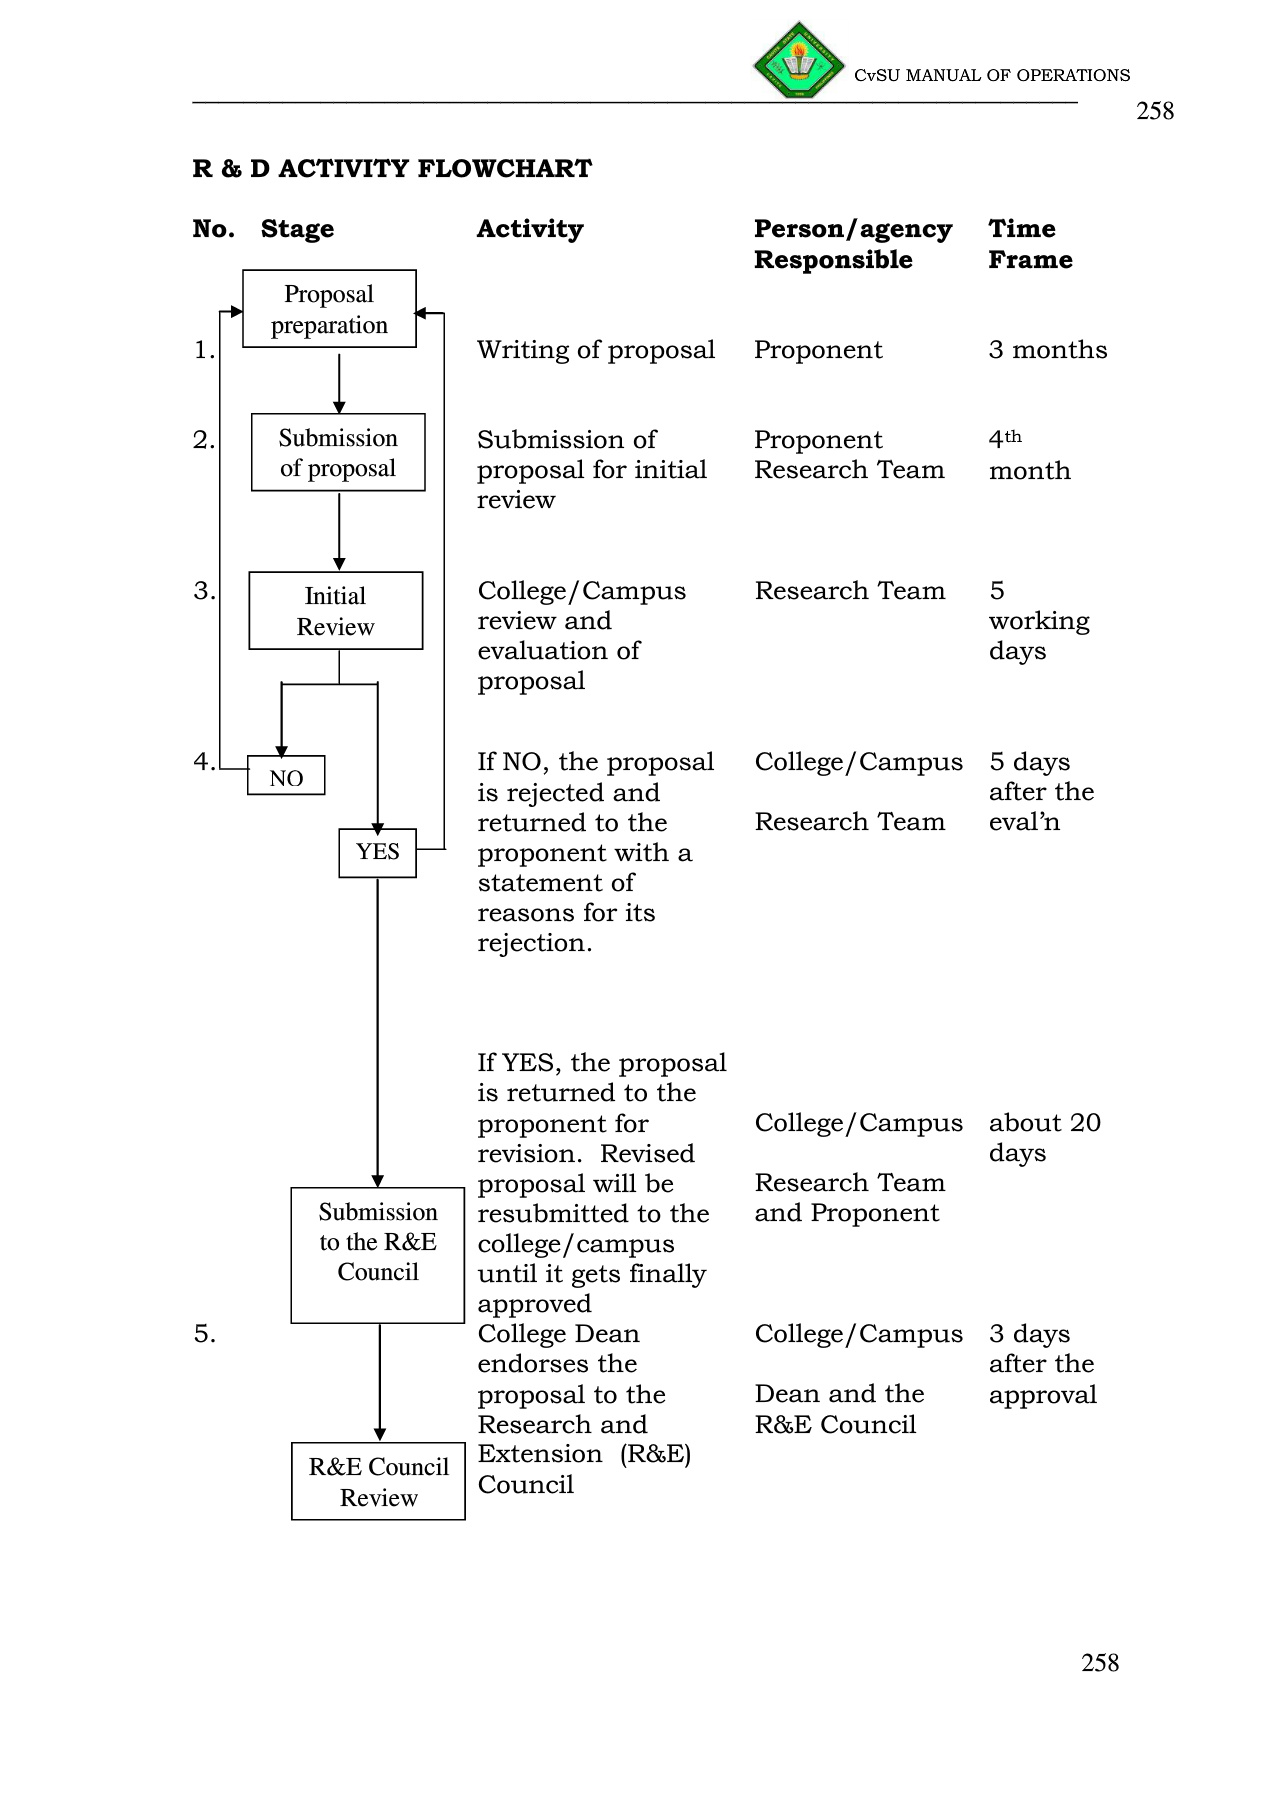 CvSU MANUAL OF OPERATIONS
258
R & D ACTIVITY FLOWCHART
No. Stage Activity Person/agency Time
Responsible Frame
Proposal
preparation
1. Writing of proposal Proponent 3 months
2. Submission Submission of Proponent 4th
of proposal proposal for initial Research Team month
review
3. Initial College/Campus Research Team 5
Review review and working
evaluation of days
proposal
4. If NO, the proposal College/Campus 5 days
NO is rejected and after the
returned to the Research Team eval’n
YES proponent with a
statement of
reasons for its
rejection.
If YES, the proposal
is returned to the
proponent for College/Campus about 20
revision. Revised days
proposal will be Research Team
Submission resubmitted to the and Proponent
to the R&E college/campus
Council until it gets finally
approved
5. College Dean College/Campus 3 days
endorses the after the
proposal to the Dean and the approval
Research and R&E Council
R&E Council Extension (R&E)
Review Council
258